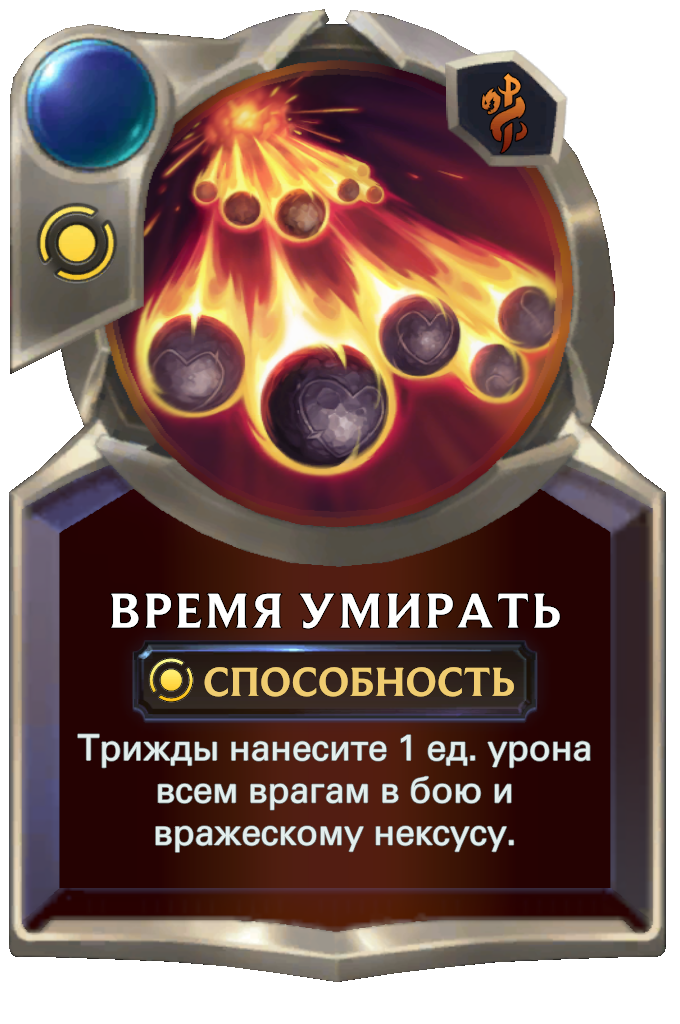 ВРЕМЯ УМИРАТЬ
СПОСОБНОСТЬ
Трижды нанесите 1 ед. урона
всем врагам в бою и
вражескому нексусу.